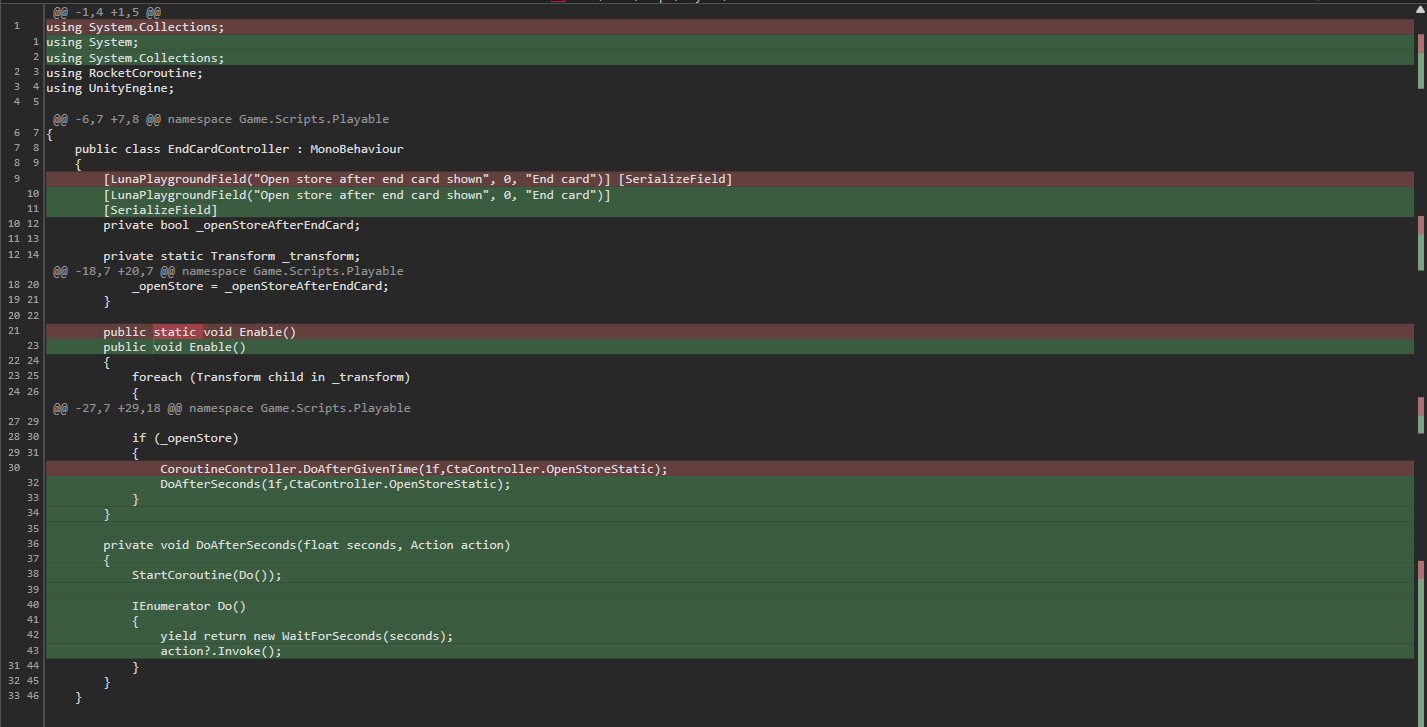 @@ -1,4 +1,5 @@
1 using System.Collections;
1 using System;
2 using System.Collections;
2 3 using RocketCoroutine;
3 4 using UnityEngine;
4 5
@@ -6,7 +7,8 @@ namespace Game.Scripts.Playable
6 7 {
7 8 public class EndCardController : MonoBehaviour
8 9 {
9 [LunaPlaygroundField("Open store after end card shown", 0, "End card")] [SerializeField]
10 [LunaPlaygroundField("Open store after end card shown", 0, "End card")]
11 [SerializeField]
10 12 private bool _openStoreAfterEndCard;
11 13
12 14 private static Transform _transform;
@@ -18,7 +20,7 @@ namespace Game.Scripts.Playable
18 20 _openStore = _openStoreAfterEndCard;
19 21 }
20 22
21 public static void Enable()
23 public void Enable()
22 24 {
23 25 foreach (Transform child in _transform)
24 26 {
@@ -27,7 +29,18 @@ namespace Game.Scripts.Playable
27 29
28 30 if (_openStore)
29 31 {
30 CoroutineController.DoAfterGivenTime(1f,CtaController.OpenStoreStatic);
32 DoAfterSeconds(1f,CtaController.OpenStoreStatic);
33 }
34 }
35
36 private void DoAfterSeconds(float seconds, Action action)
37 {
38 StartCoroutine(Do());
39
40 IEnumerator Do()
41 {
42 yield return new WaitForSeconds(seconds);
43 action?.Invoke();
31 44 }
32 45 }
33 46 }